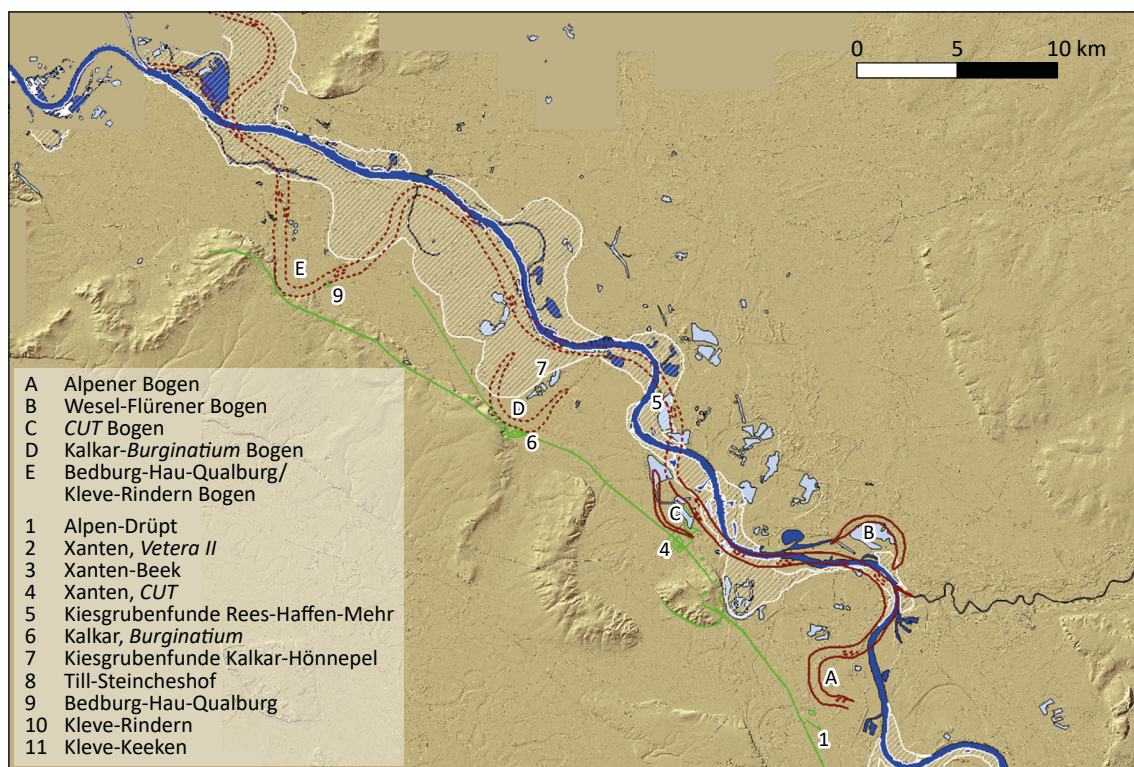 0 5 10 km
E
9
7
D
6
5
C
4
B
A
1
A Alpener Bogen
B Wesel-Flürener Bogen
C CUT Bogen
D Kalkar-Burginatium Bogen
E Bedburg-Hau-Qualburg/
Kleve-Rindern Bogen
1 Alpen-Drüpt
2 Xanten, Vetera II
3 Xanten-Beek
4 Xanten, CUT
5 Kiesgrubenfunde Rees-Haffen-Mehr
6 Kalkar, Burginatium
7 Kiesgrubenfunde Kalkar-Hönnepel
8 Till-Steincheshof
9 Bedburg-Hau-Qualburg
10 Kleve-Rindern
11 Kleve-Keeken